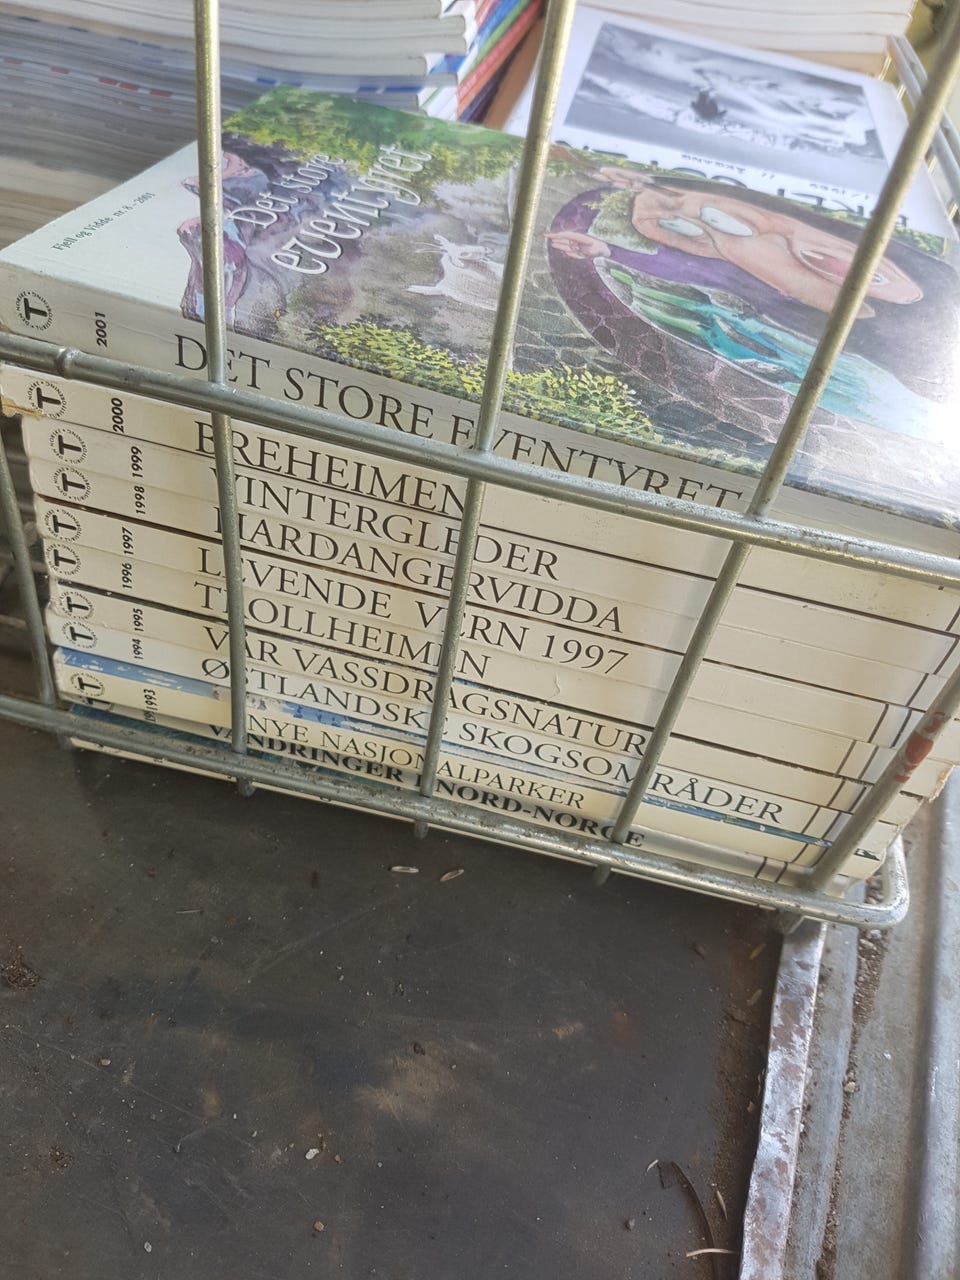 Det store
eventyret
Fjell og Vidde nr. 8 - 2001
T 2001 DET STORE EVENTYRET
T 2000 BREHEIMEN
T 1999 VINTERGLEDER
T 1998 HARDANGERVIDDA
T 1997 LEVENDE VERN 1997
T 1996 TROLLHEIMEN
T 1995 VÅR VASSDRAGSNATUR
T 1994 ØSTLANDSKE SKOGSOMRÅDER
T 1993 NYE NASJONALPARKER
T VANDRINGER I NORD-NORGE